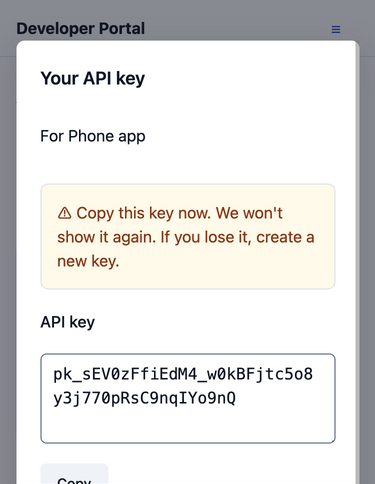 Developer Portal
Your API key
For Phone app
⚠ Copy this key now. We won't
show it again. If you lose it, create a
new key.
API key
pk_sEV0zFfiEdM4_w0kBFjtc5o8
y3j770pRsC9nqIYo9nQ
Copy